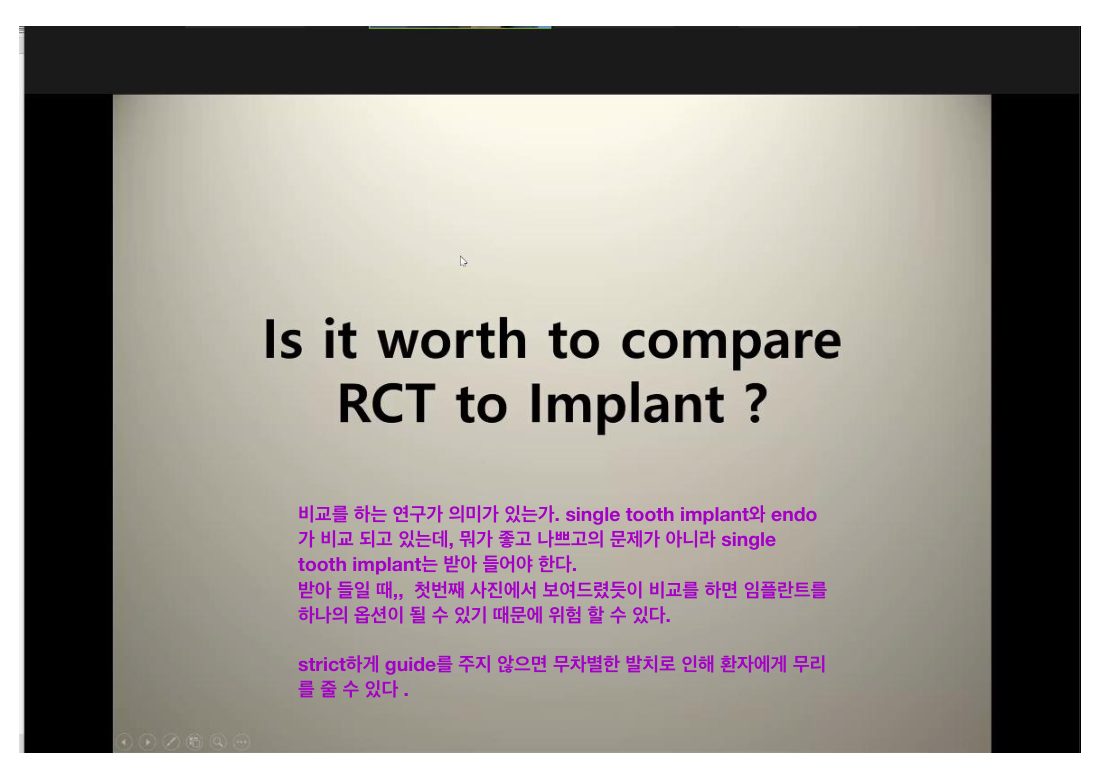 Is it worth to compare
RCT to Implant ?
비교를 하는 연구가 의미가 있는가. single tooth implant와 endo
가 비교 되고 있는데, 뭐가 좋고 나쁘고의 문제가 아니라 single
tooth implant는 받아 들어야 한다.
받아 들일 때,, 첫번째 사진에서 보여드렸듯이 비교를 하면 임플란트를
하나의 옵션이 될 수 있기 때문에 위험 할 수 있다.
strict하게 guide를 주지 않으면 무차별한 발치로 인해 환자에게 무리
를 줄 수 있다 .